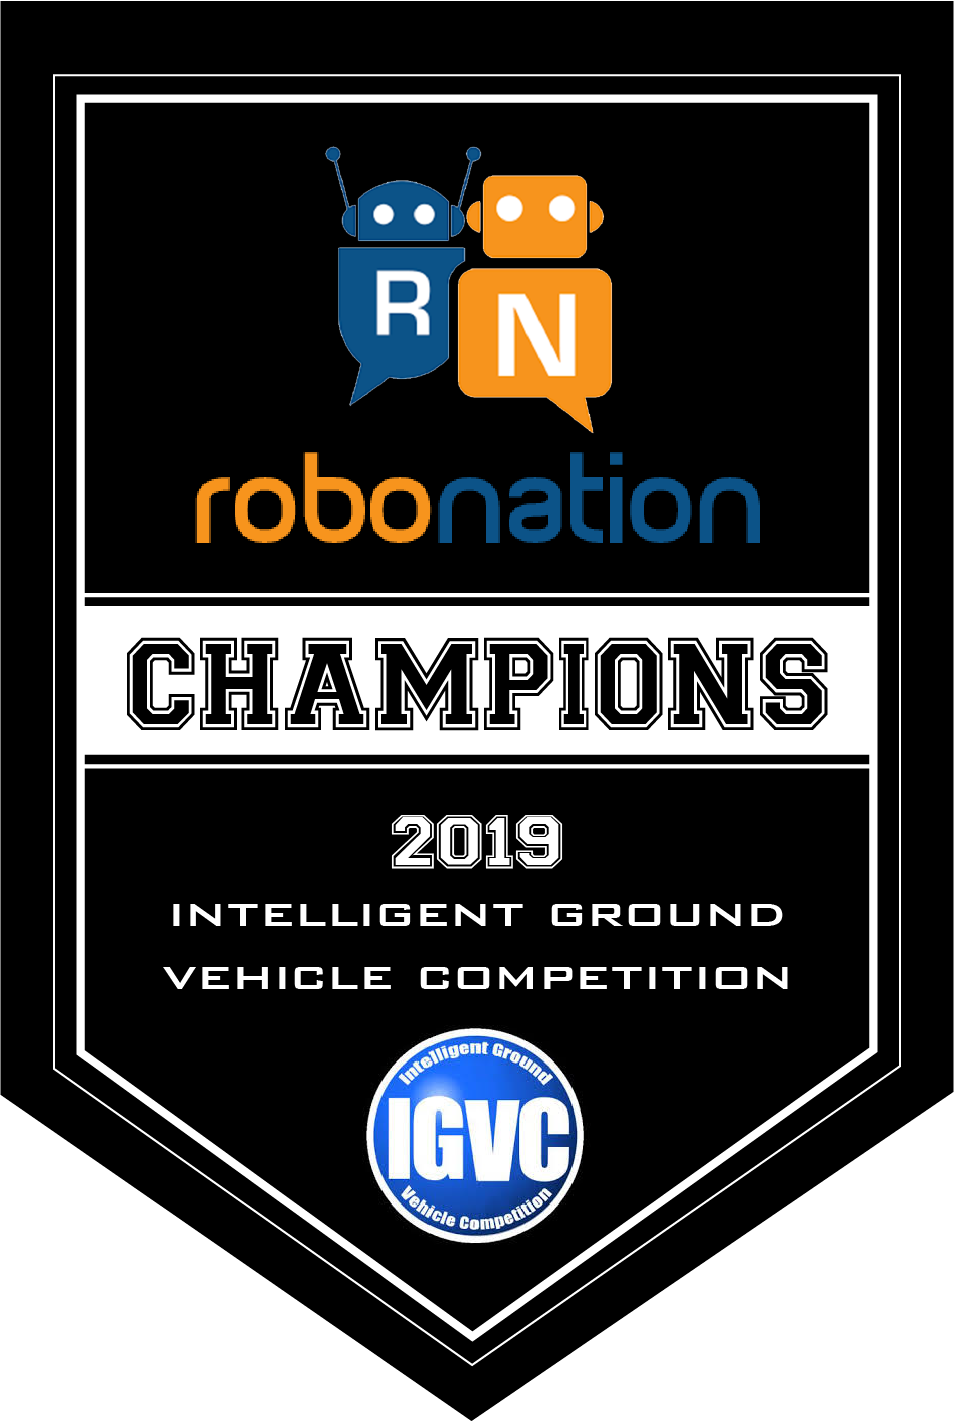 R N
robonation
CHAMPIONS
2019
INTELLIGENT GROUND
VEHICLE COMPETITION
Intelligent Ground
IGVC
Vehicle Competition